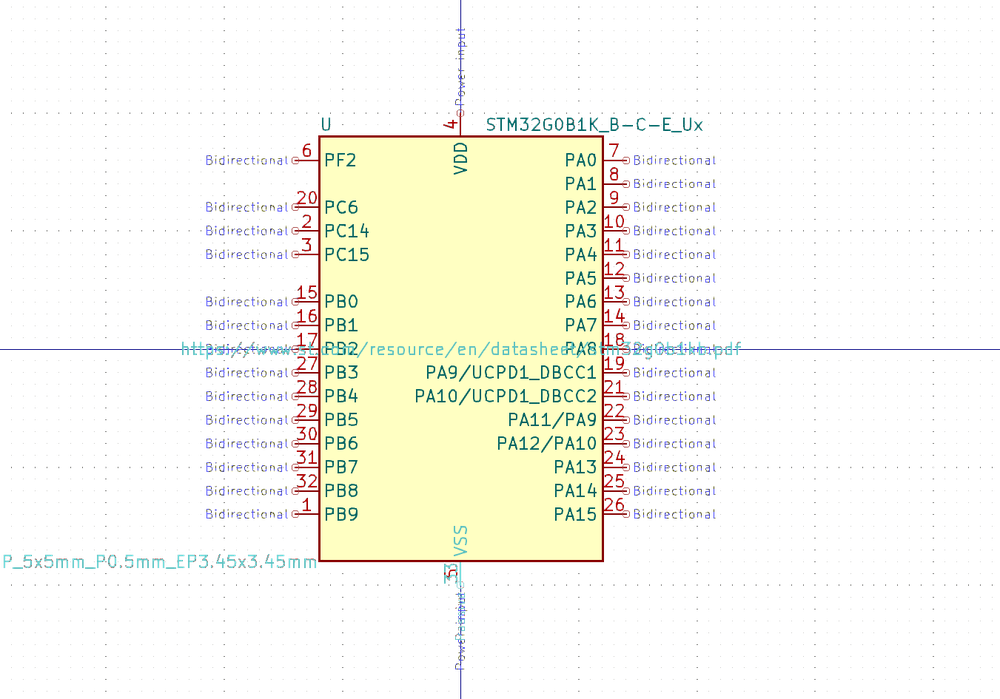 Power input
4
U STM32G0B1K_B-C-E_Ux
VDD
Bidirectional 6 PF2 PA0 7 Bidirectional
PA1 8 Bidirectional
Bidirectional 20 PC6 PA2 9 Bidirectional
Bidirectional 2 PC14 PA3 10 Bidirectional
Bidirectional 3 PC15 PA4 11 Bidirectional
PA5 12 Bidirectional
Bidirectional 15 PB0 PA6 13 Bidirectional
Bidirectional 16 PB1 PA7 14 Bidirectional
17 PB2 PA8 18
Bidirectional 27 PB3 PA9/UCPD1_DBCC1 19 Bidirectional
Bidirectional 28 PB4 PA10/UCPD1_DBCC2 21 Bidirectional
Bidirectional 29 PB5 PA11/PA9 22 Bidirectional
Bidirectional 30 PB6 PA12/PA10 23 Bidirectional
Bidirectional 31 PB7 PA13 24 Bidirectional
Bidirectional 32 PB8 PA14 25 Bidirectional
Bidirectional 1 PB9 PA15 26 Bidirectional
VSS
P_5x5mm_P0.5mm_EP3.45x3.45mm